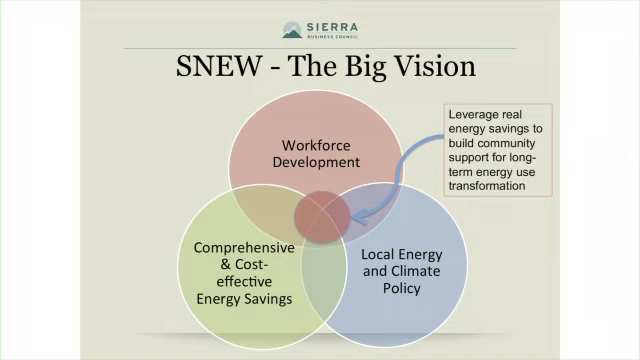 SIERRA
BUSINESS COUNCIL
SNEW - The Big Vision
Workforce
Development
Leverage real
energy savings to
build community
support for long-
term energy use
transformation
Comprehensive
& Cost-
effective
Energy Savings
Local Energy
and Climate
Policy